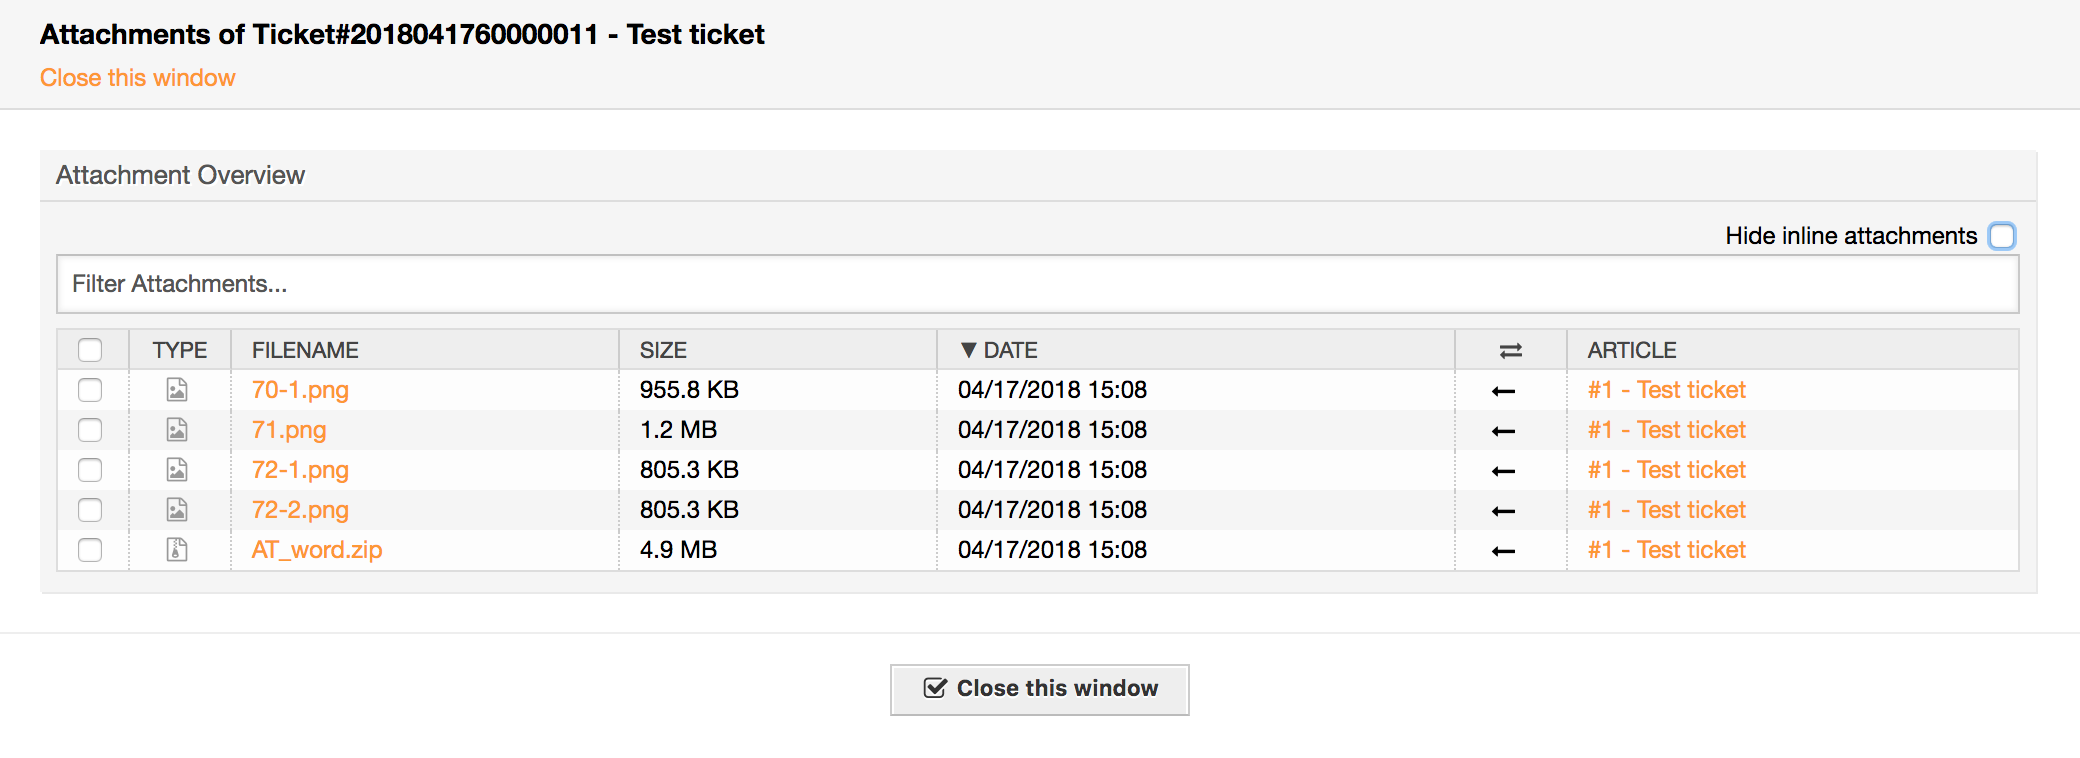 Attachments of Ticket#2018041760000011 - Test ticket
Close this window
Attachment Overview
Hide inline attachments
Filter Attachments...
TYPE FILENAME SIZE ▼ DATE ⇄ ARTICLE
70-1.png 955.8 KB 04/17/2018 15:08 ← #1 - Test ticket
71.png 1.2 MB 04/17/2018 15:08 ← #1 - Test ticket
72-1.png 805.3 KB 04/17/2018 15:08 ← #1 - Test ticket
72-2.png 805.3 KB 04/17/2018 15:08 ← #1 - Test ticket
AT_word.zip 4.9 MB 04/17/2018 15:08 ← #1 - Test ticket
Close this window